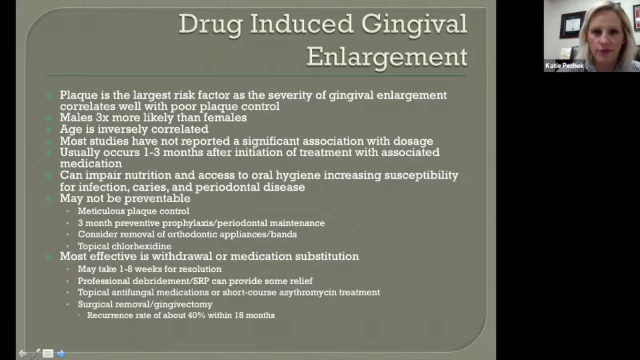 Drug Induced Gingival
Enlargement
Katie Pechek
Plaque is the largest risk factor as the severity of gingival enlargement
correlates well with poor plaque control
Males 3x more likely than females
Age is inversely correlated
Most studies have not reported a significant association with dosage
Usually occurs 1-3 months after initiation of treatment with associated
medication
Can impair nutrition and access to oral hygiene increasing susceptibility
for infection, caries, and periodontal disease
May not be preventable
Meticulous plaque control
3 month preventive prophylaxis/periodontal maintenance
Consider removal of orthodontic appliances/bands
Topical chlorhexidine
Most effective is withdrawal or medication substitution
May take 1-8 weeks for resolution
Professional debridement/SRP can provide some relief
Topical antifungal medications or short-course azythromycin treatment
Surgical removal/gingivectomy
Recurrence rate of about 40% within 18 months